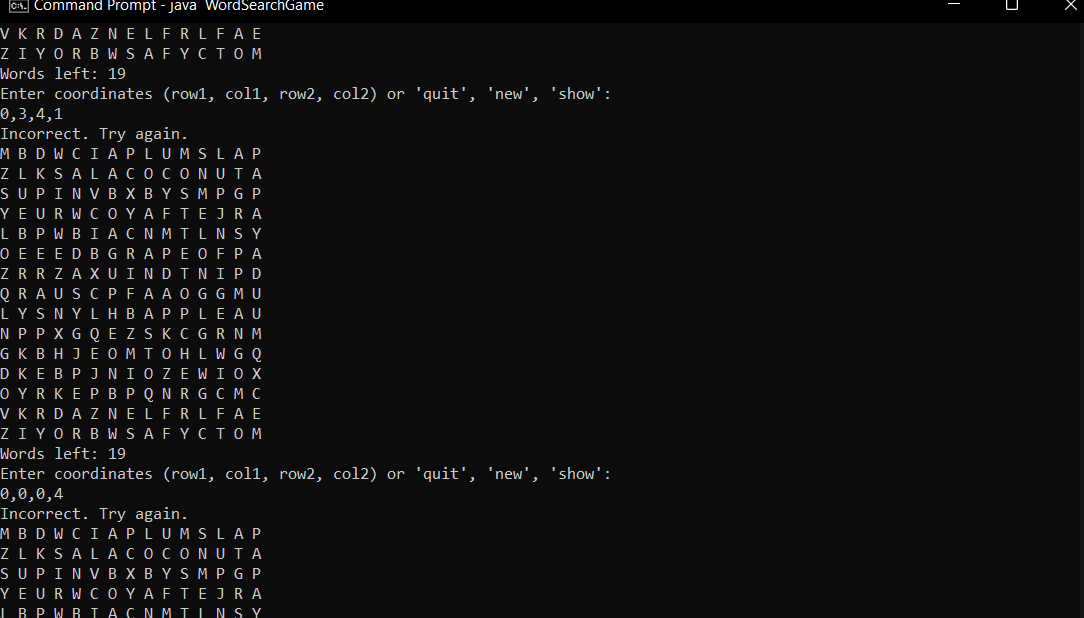 Command Prompt - java  WordSearchGame
V K R D A Z N E L F R L F A E
Z I Y O R B W S A F Y C T O M
Words left: 19
Enter coordinates (row1, col1, row2, col2) or 'quit', 'new', 'show':
0,3,4,1
Incorrect. Try again.
M B D W C I A P L U M S L A P
Z L K S A L A C O C O N U T A
S U P I N V B X B Y S M P G P
Y E U R W C O Y A F T E J R A
L B P W B I A C N M T L N S Y
O E E E D B G R A P E O F P A
Z R R Z A X U I N D T N I P D
Q R A U S C P F A A O G G M U
L Y S N Y L H B A P P L E A U
N P P X G Q E Z S K C G R N M
G K B H J E O M T O H L W G Q
D K E B P J N I O Z E W I O X
O Y R K E P B P Q N R G C M C
V K R D A Z N E L F R L F A E
Z I Y O R B W S A F Y C T O M
Words left: 19
Enter coordinates (row1, col1, row2, col2) or 'quit', 'new', 'show':
0,0,0,4
Incorrect. Try again.
M B D W C I A P L U M S L A P
Z L K S A L A C O C O N U T A
S U P I N V B X B Y S M P G P
Y E U R W C O Y A F T E J R A
L B P W B I A C N M T L N S Y